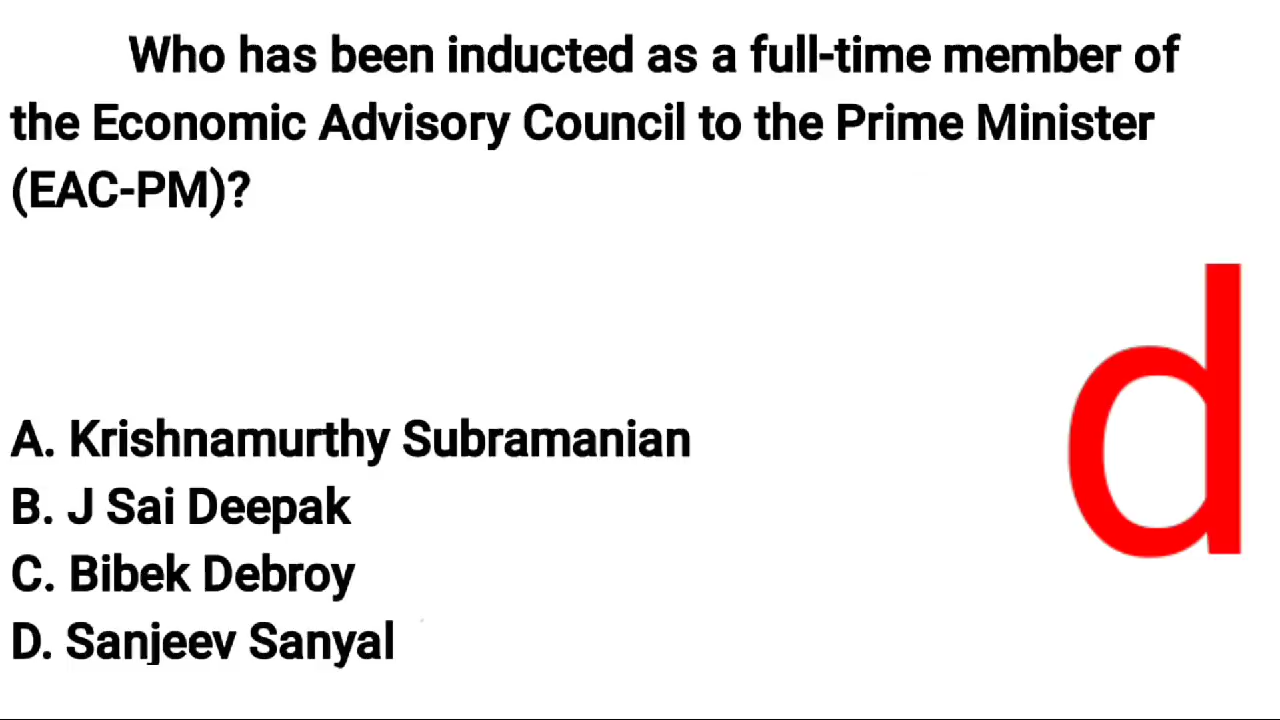 Who has been inducted as a full-time member of
the Economic Advisory Council to the Prime Minister
(EAC-PM)?
d
A. Krishnamurthy Subramanian
B. J Sai Deepak
C. Bibek Debroy
D. Sanjeev Sanyal